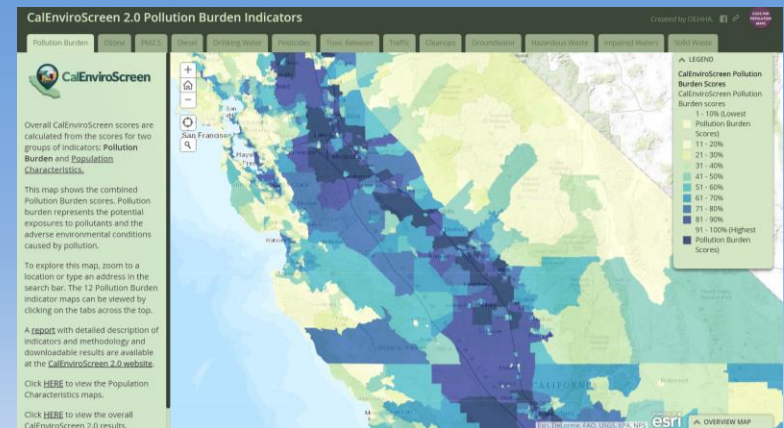 CalEnviroScreen 2.0 Pollution Burden Indicators
Created by OEHHA.
Pollution Burden
Ozone
PM2.5
Diesel
Drinking Water
Pesticides
Toxic Releases
Traffic
Cleanups
Groundwater
Hazardous Waste
Impaired Waters
Solid Waste
CalEnviroScreen
Overall CalEnviroScreen scores are
calculated from the scores for two
groups of indicators: Pollution
Burden and Population
Characteristics.
This map shows the combined
Pollution Burden scores. Pollution
burden represents the potential
exposures to pollutants and the
adverse environmental conditions
caused by pollution.
To explore this map, zoom to a
location or type an address in the
search bar. The 12 Pollution Burden
indicator maps can be viewed by
clicking on the tabs across the top.
A report with detailed description of
indicators and methodology and
downloadable results are available
at the CalEnviroScreen 2.0 website.
Click HERE to view the Population
Characteristics maps.
Click HERE to view the overall
CalEnviroScreen 2.0 results.
San Francisco
CALIFORNIA
LEGEND
CalEnviroScreen Pollution
Burden Scores
CalEnviroScreen Pollution
Burden scores
1 - 10% (Lowest
Pollution Burden
Scores)
11 - 20%
21 - 30%
31 - 40%
41 - 50%
51 - 60%
61 - 70%
71 - 80%
81 - 90%
91 - 100% (Highest
Pollution Burden
Scores)
Esri, DeLorme, FAO, USGS, EPA, NPS
esri
OVERVIEW MAP